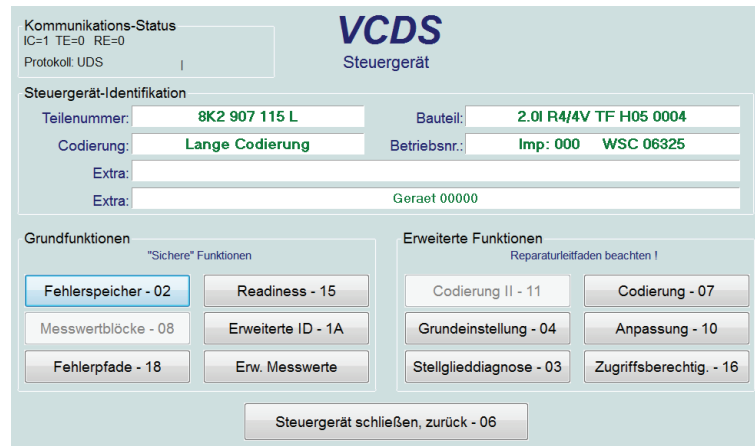 Kommunikations-Status
IC=1 TE=0 RE=0
Protokoll: UDS |
VCDS
Steuergerät
Steuergerät-Identifikation
Teilenummer: 8K2 907 115 L Bauteil: 2.0l R4/4V TF H05 0004
Codierung: Lange Codierung Betriebsnr.: Imp: 000 WSC 06325
Extra:
Extra: Geraet 00000
Grundfunktionen
"Sichere" Funktionen
Fehlerspeicher - 02 Readiness - 15
Messwertblöcke - 08 Erweiterte ID - 1A
Fehlerpfade - 18 Erw. Messwerte
Erweiterte Funktionen
Reparaturleitfaden beachten !
Codierung II - 11 Codierung - 07
Grundeinstellung - 04 Anpassung - 10
Stellglieddiagnose - 03 Zugriffsberechtig. - 16
Steuergerät schließen, zurück - 06